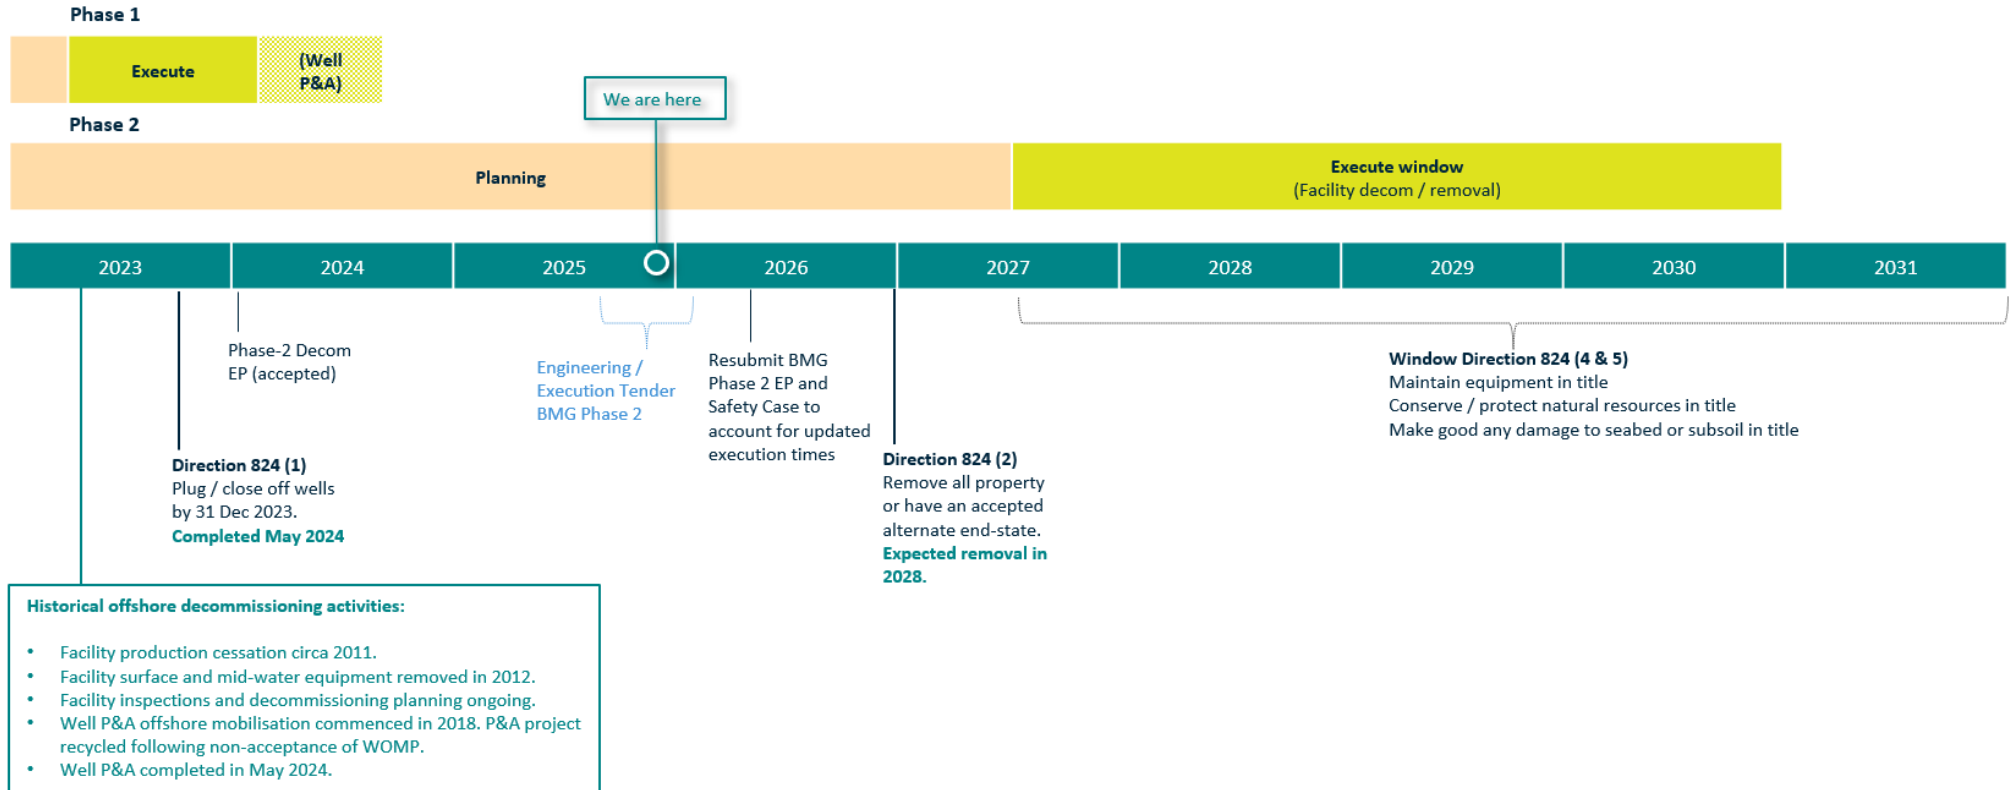 Phase 1
Execute
(Well
P&A)
We are here
Phase 2
Planning
Execute window
(Facility decom / removal)
2023
2024
2025
2026
2027
2028
2029
2030
2031
Phase-2 Decom
EP (accepted)
Engineering /
Execution Tender
BMG Phase 2
Resubmit BMG
Phase 2 EP and
Safety Case to
account for updated
execution times
Window Direction 824 (4 & 5)
Maintain equipment in title
Conserve / protect natural resources in title
Make good any damage to seabed or subsoil in title
Direction 824 (1)
Plug / close off wells
by 31 Dec 2023.
Completed May 2024
Direction 824 (2)
Remove all property
or have an accepted
alternate end-state.
Expected removal in
2028.
Historical offshore decommissioning activities:
• Facility production cessation circa 2011.
• Facility surface and mid-water equipment removed in 2012.
• Facility inspections and decommissioning planning ongoing.
• Well P&A offshore mobilisation commenced in 2018. P&A project
recycled following non-acceptance of WOMP.
• Well P&A completed in May 2024.